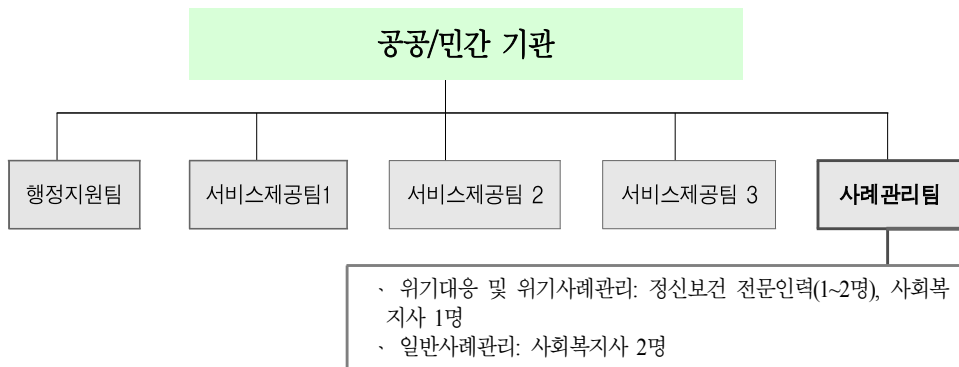 공공/민간 기관
행정지원팀
서비스제공팀1
서비스제공팀 2
서비스제공팀 3
사례관리팀
、 위기대응 및 위기사례관리: 정신보건 전문인력(1~2명), 사회복
지사 1명
、 일반사례관리: 사회복지사 2명